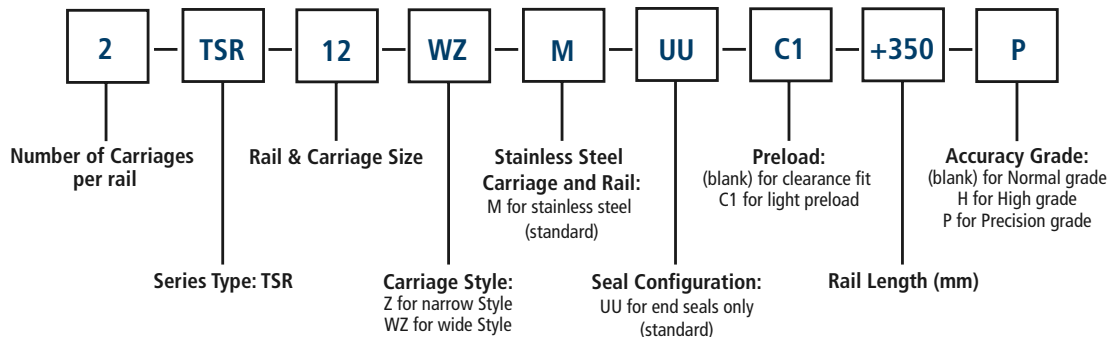 2 TSR 12 WZ M UU C1 +350 P
Number of Carriages
per rail
Rail & Carriage Size
Stainless Steel
Carriage and Rail:
M for stainless steel
(standard)
Preload:
(blank) for clearance fit
C1 for light preload
Accuracy Grade:
(blank) for Normal grade
H for High grade
P for Precision grade
Series Type: TSR
Carriage Style:
Z for narrow Style
WZ for wide Style
Seal Configuration:
UU for end seals only
(standard)
Rail Length (mm)